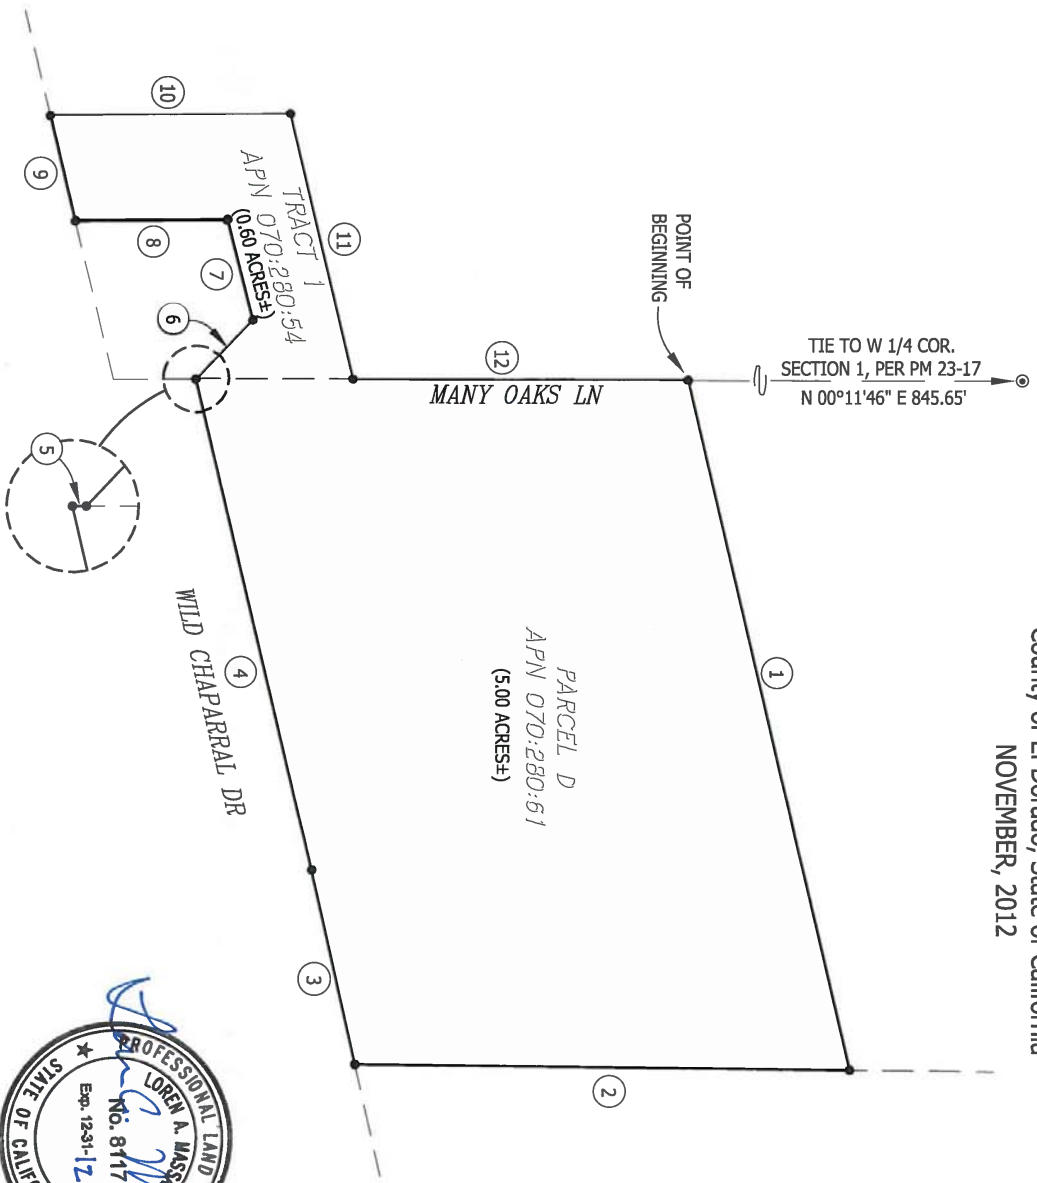 County of El Dorado, State of California
NOVEMBER, 2012
TIE TO W 1/4 COR.
SECTION 1, PER PM 23-17
N 00°11'46" E 845.65'
POINT OF
BEGINNING
1
12
MANY OAKS LN
11
10
TRACT 1
APN 070:280:54
(0.60 ACRES±)
9
8
7
6
5
PARCEL D
APN 070:280:61
(5.00 ACRES±)
4
WILD CHAPARRAL DR
3
2
PROFESSIONAL LAND
LOREN A. MASS
No. 8117
Exp. 12-31-12
STATE OF CALIF